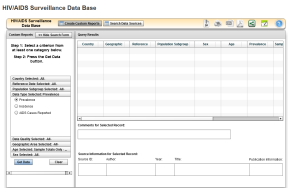 HIV/AIDS Surveillance Data Base
HIV/AIDS Surveillance
Data Base
Create Custom Reports
Search Data Sources
Custom Reports
Query Results:
Step 1: Select a criterion from
at least one category below.
Step 2: Press the Get Data
button.
Country Selected: All
Reference Date Selected: All
Population Subgroup Selected: All
Data Type Selected: Prevalence
Prevalence
Incidence
AIDS Cases Reported
Data Quality Selected: All
Geographic Area Selected: All
Age Selected: Sample Totals Only
Sex Selected: All
Get Data
Clear
Country
Geographic
Reference
Population Subgroup
Sex
Age
Prevalence
Samp
Comments for Selected Record:
Source Information for Selected Record:
Source ID
Author
Year
Title
Publication Information